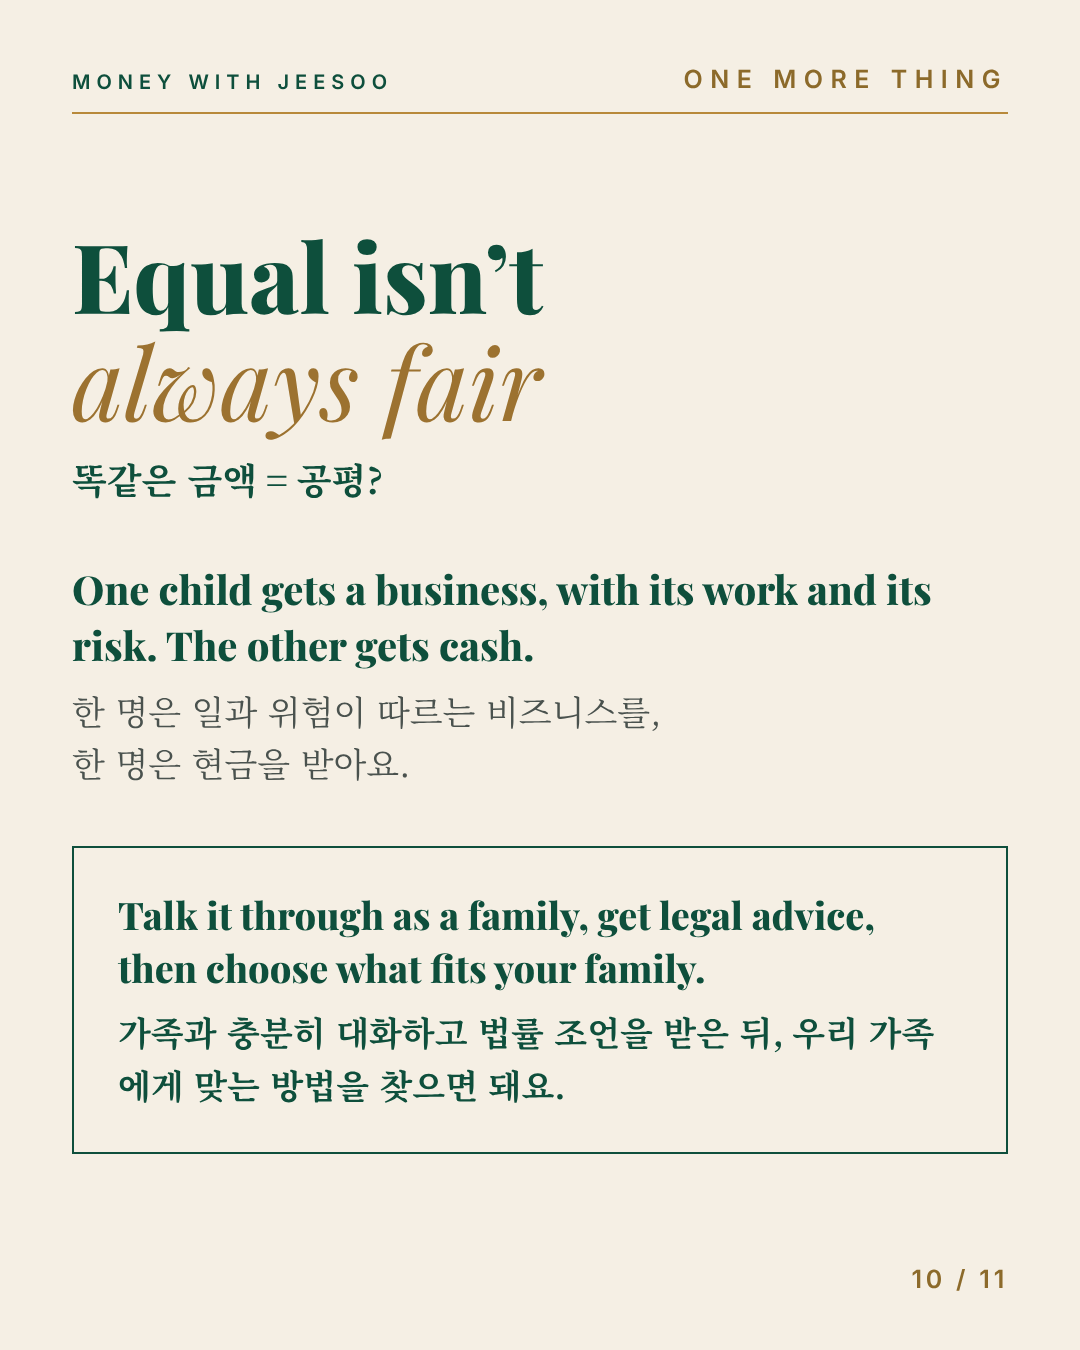 MONEY WITH JEESOO
ONE MORE THING
Equal isn’t
always fair
똑같은 금액 = 공평?
One child gets a business, with its work and its
risk. The other gets cash.
한 명은 일과 위험이 따르는 비즈니스를,
한 명은 현금을 받아요.
Talk it through as a family, get legal advice,
then choose what fits your family.
가족과 충분히 대화하고 법률 조언을 받은 뒤, 우리 가족
에게 맞는 방법을 찾으면 돼요.
10 / 11